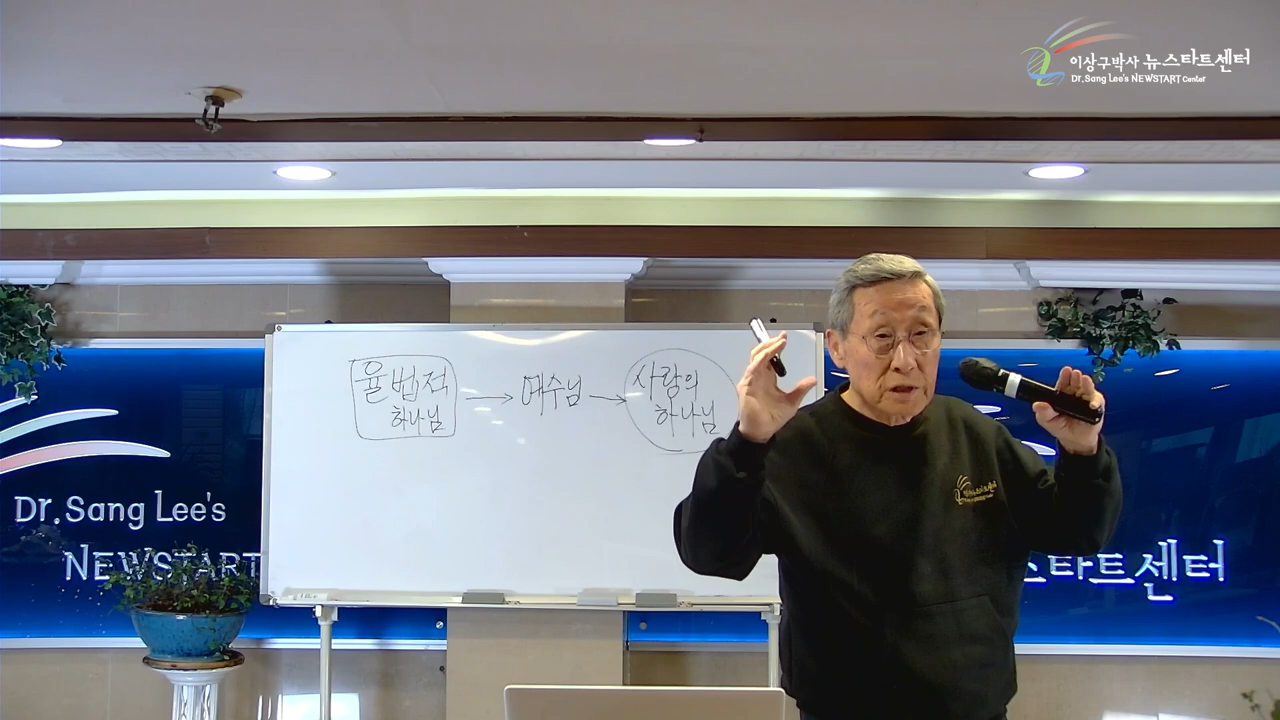 이상구박사 뉴스타트센터
Dr. Sang Lee's NEWSTART Center
율법적
하나님
→ 예수님 →
사랑의
하나님
Dr. Sang Lee's
NEWSTART
스타트센터